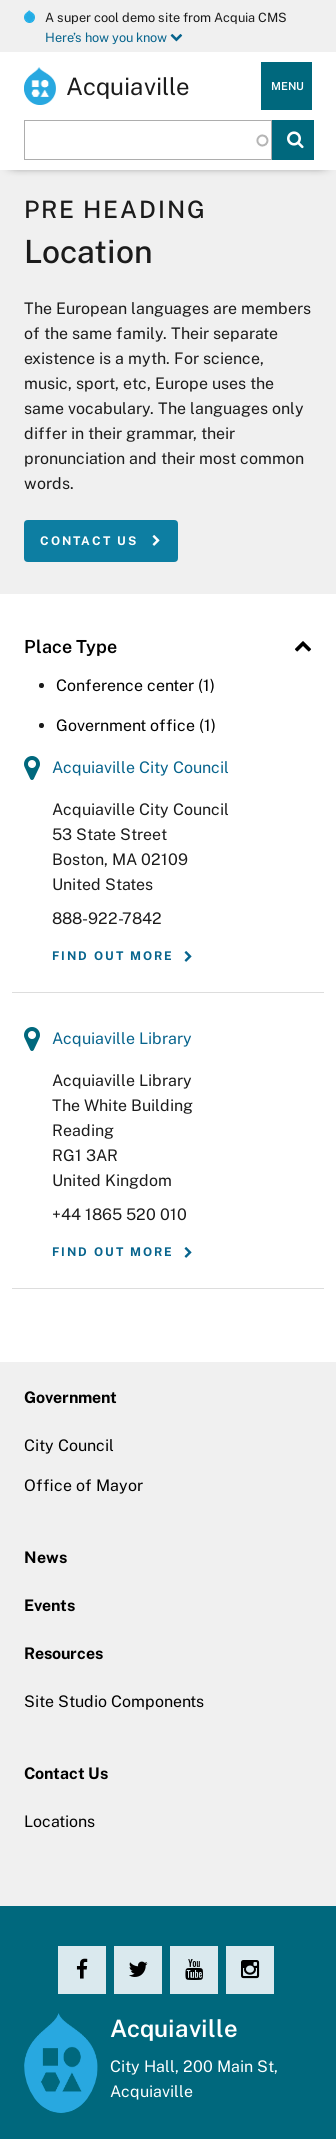 A super cool demo site from Acquia CMS
Here's how you know
Acquiaville
MENU
PRE HEADING
Location
The European languages are members
of the same family. Their separate
existence is a myth. For science,
music, sport, etc, Europe uses the
same vocabulary. The languages only
differ in their grammar, their
pronunciation and their most common
words.
CONTACT US
Place Type
Conference center (1)
Government office (1)
Acquiaville City Council
Acquiaville City Council
53 State Street
Boston, MA 02109
United States
888-922-7842
FIND OUT MORE
Acquiaville Library
Acquiaville Library
The White Building
Reading
RG1 3AR
United Kingdom
+44 1865 520 010
FIND OUT MORE
Government
City Council
Office of Mayor
News
Events
Resources
Site Studio Components
Contact Us
Locations
You
Tube
Acquiaville
City Hall, 200 Main St,
Acquiaville